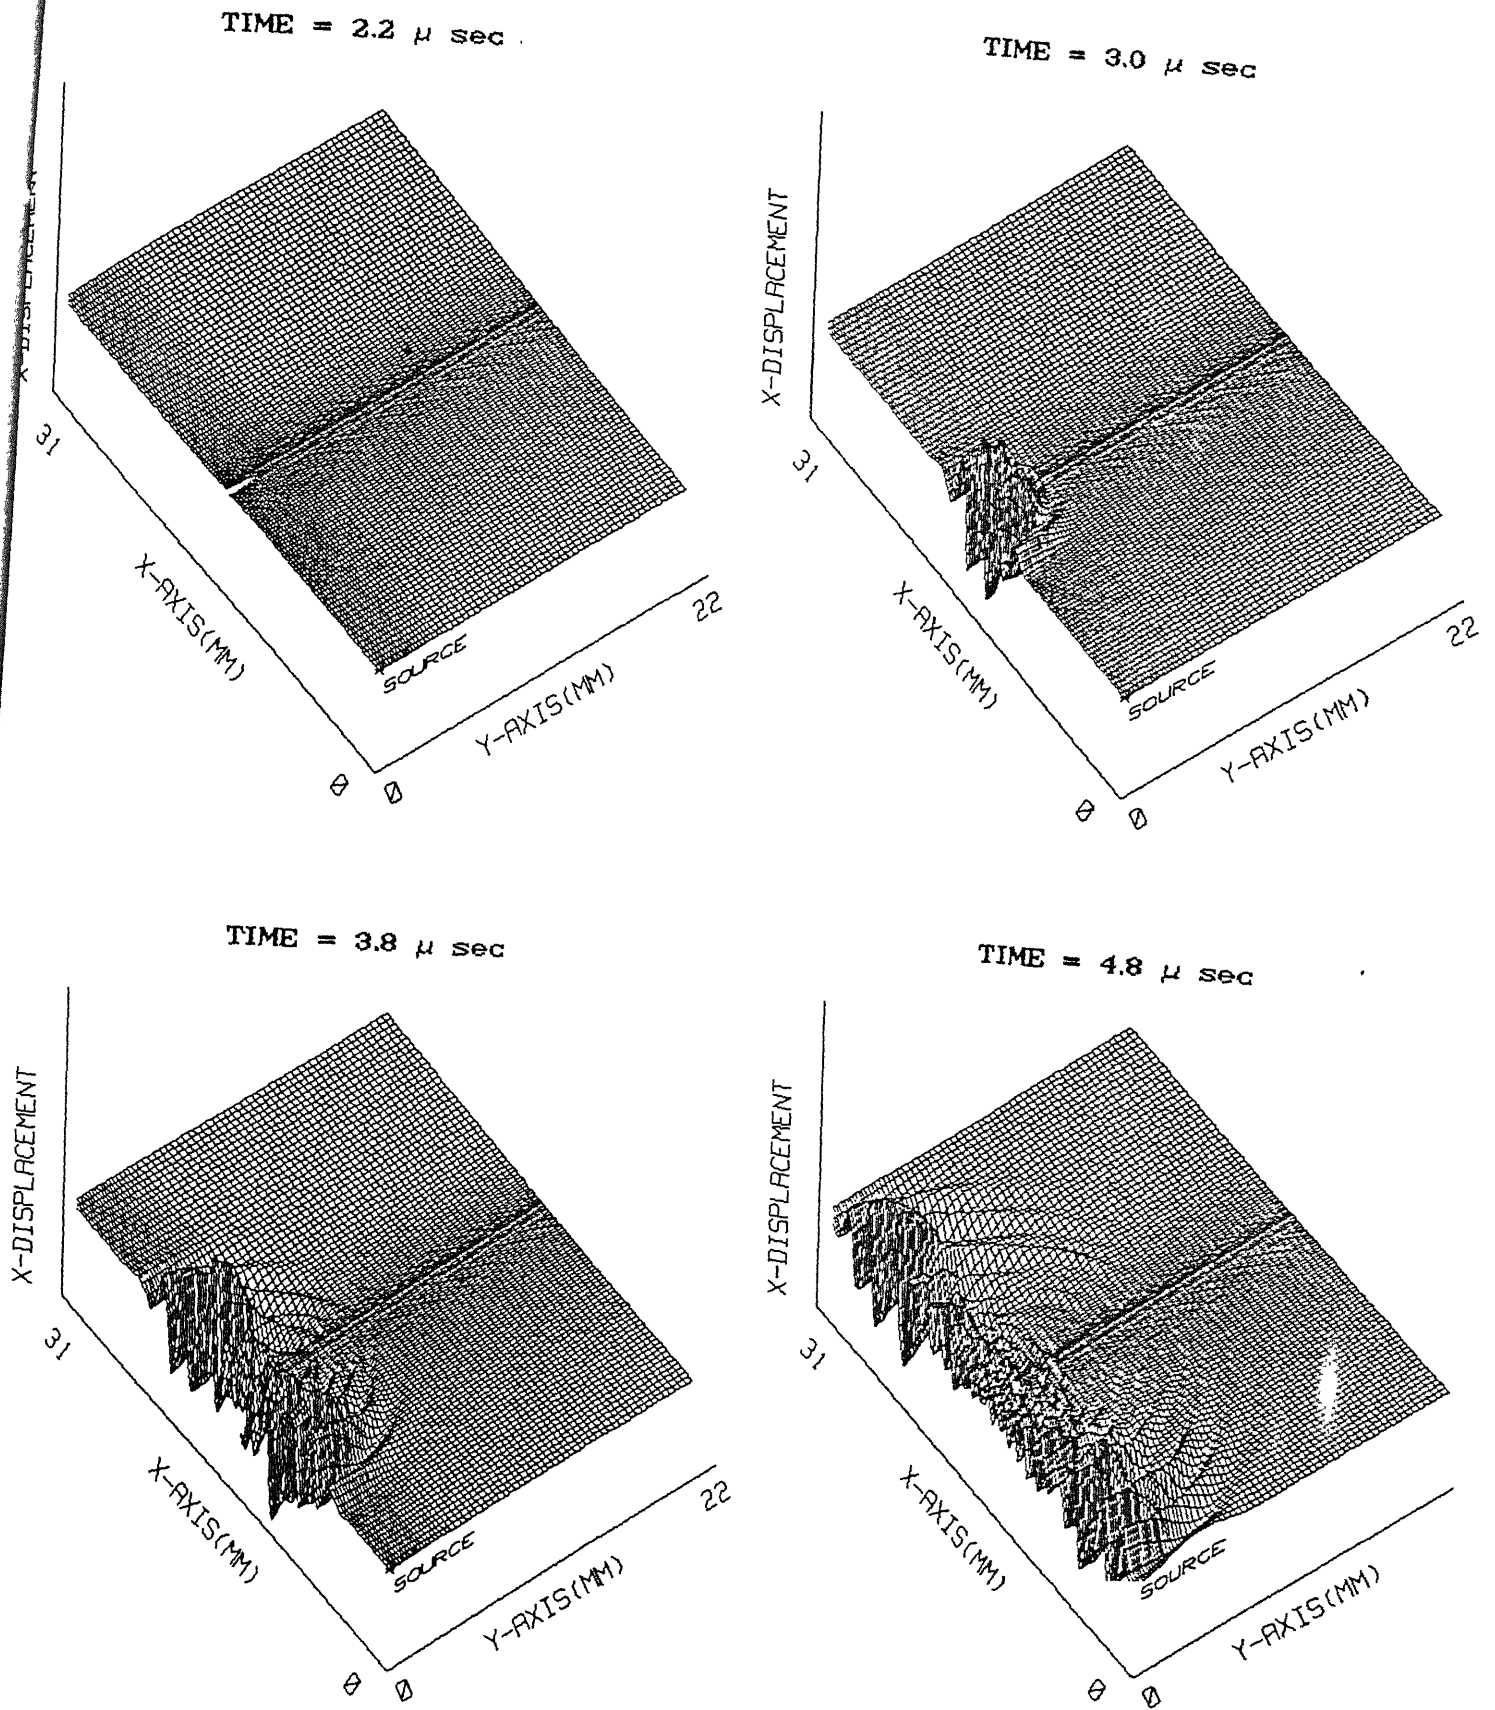 TIME = 2.2 μ sec
TIME = 3.0 μ sec
X-DISPLACEMENT
X-DISPLACEMENT
31
31
X-AXIS(MM)
X-AXIS(MM)
SOURCE
SOURCE
22
22
Y-AXIS(MM)
Y-AXIS(MM)
0 0
0 0
TIME = 3.8 μ sec
TIME = 4.8 μ sec
X-DISPLACEMENT
X-DISPLACEMENT
31
31
X-AXIS(MM)
X-AXIS(MM)
SOURCE
SOURCE
22
Y-AXIS(MM)
Y-AXIS(MM)
0 0
0 0